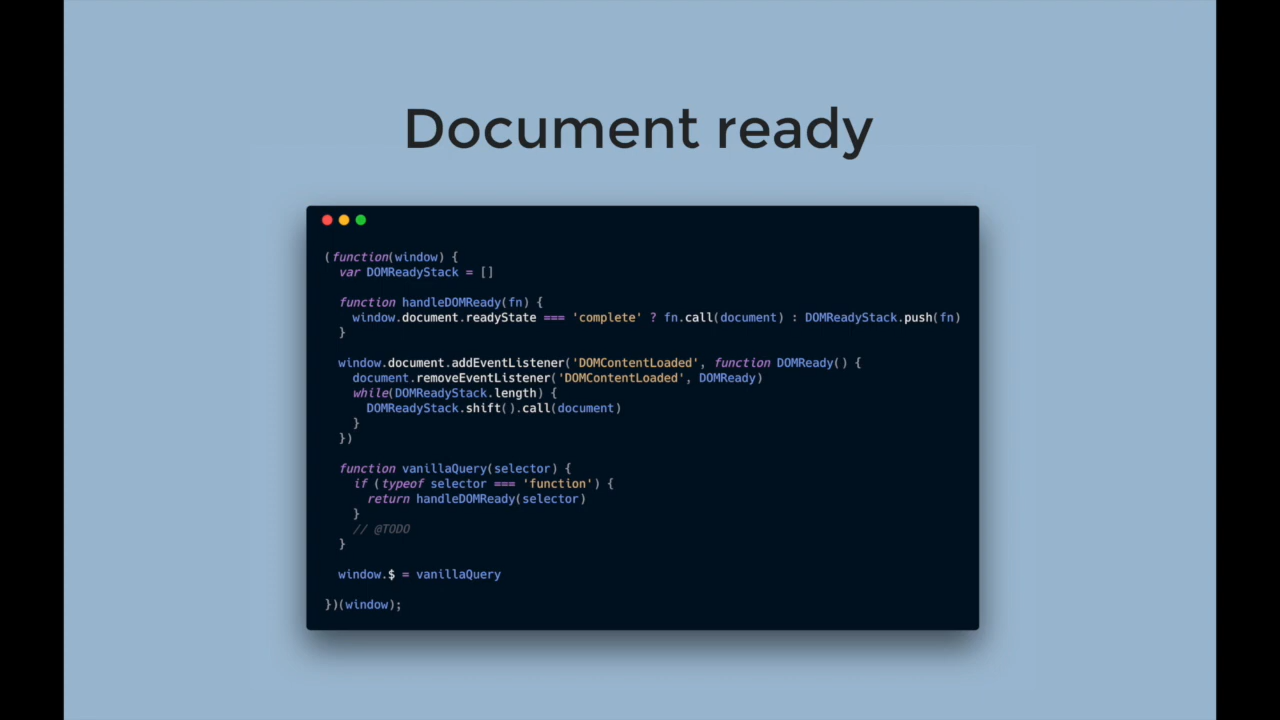 Document ready
(function(window) {
  var DOMReadyStack = []
  function handleDOMReady(fn) {
    window.document.readyState === 'complete' ? fn.call(document) : DOMReadyStack.push(fn)
  }
  window.document.addEventListener('DOMContentLoaded', function DOMReady() {
    document.removeEventListener('DOMContentLoaded', DOMReady)
    while(DOMReadyStack.length) {
      DOMReadyStack.shift().call(document)
    }
  })
  function vanillaQuery(selector) {
    if (typeof selector === 'function') {
      return handleDOMReady(selector)
    }
    // @TODO
  }
  window.$ = vanillaQuery
})(window);